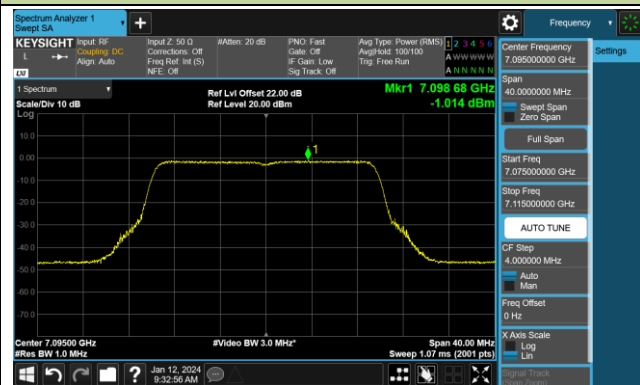 Spectrum Analyzer 1
Swept SA
+
Frequency
KEYSIGHT
L
LXI
Input: RF
Coupling: DC
Align: Auto
Input Z: 50 Ω
Corrections: Off
Freq Ref: Int (S)
NFE: Off
#Atten: 20 dB
PNO: Fast
Gate: Off
IF Gain: Low
Sig Track: Off
Avg Type: Power (RMS)
Avg|Hold: 100/100
Trig: Free Run
1 2 3 4 5 6
A W W W W W
A N N N N N
1 Spectrum
Scale/Div 10 dB
Log
Ref Lvl Offset 22.00 dB
Ref Level 20.00 dBm
Mkr1 7.098 68 GHz
-1.014 dBm
1
10.0
0.00
-10.0
-20.0
-30.0
-40.0
-50.0
-60.0
-70.0
Center 7.09500 GHz
#Res BW 1.0 MHz
#Video BW 3.0 MHz*
Span 40.00 MHz
Sweep 1.07 ms (2001 pts)
Center Frequency
7.095000000 GHz
Settings
Span
40.0000000 MHz
Swept Span
Zero Span
Full Span
Start Freq
7.075000000 GHz
Stop Freq
7.115000000 GHz
AUTO TUNE
CF Step
4.000000 MHz
Auto
Man
Freq Offset
0 Hz
X Axis Scale
Log
Lin
Signal Track
(Span Zoom)
Jan 12, 2024
9:32:56 AM